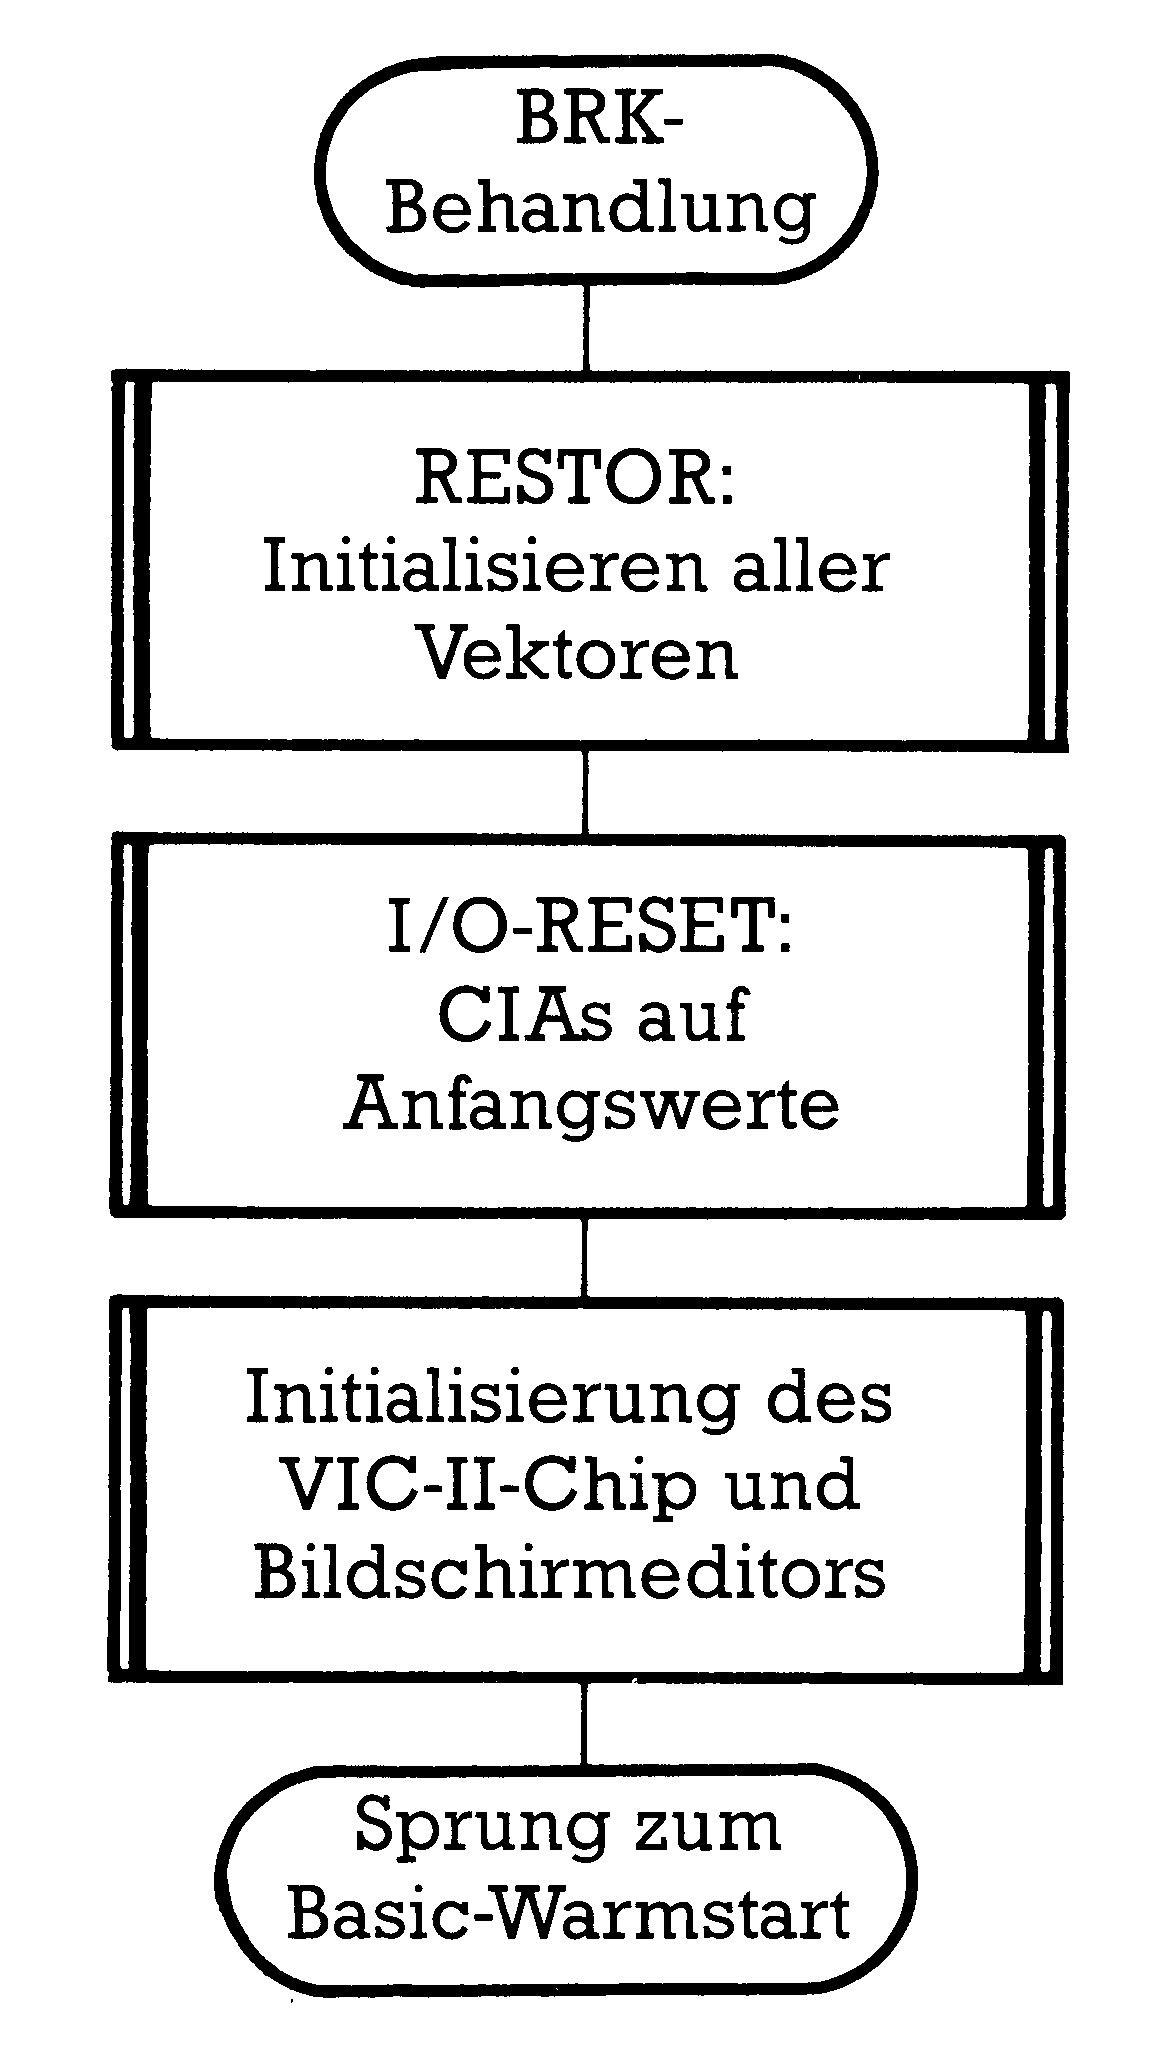 BRK-
Behandlung
RESTOR:
Initialisieren aller
Vektoren
I/O-RESET:
CIAs auf
Anfangswerte
Initialisierung des
VIC-II-Chip und
Bildschirmeditors
Sprung zum
Basic-Warmstart